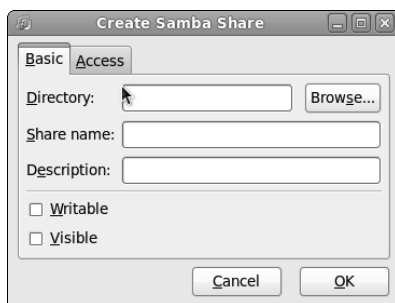 Create Samba Share
Basic Access
Directory: Browse...
Share name:
Description:
Writable
Visible
Cancel OK